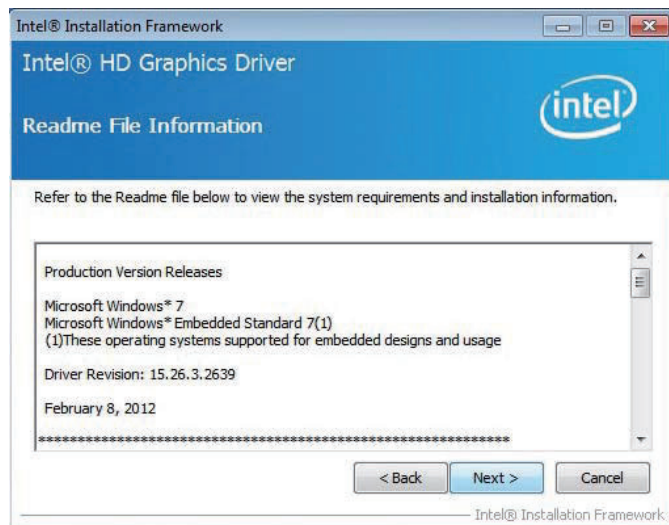 Intel® Installation Framework
Intel® HD Graphics Driver
Readme File Information
intel
Refer to the Readme file below to view the system requirements and installation information.
Production Version Releases
Microsoft Windows* 7
Microsoft Windows* Embedded Standard 7(1)
(1)These operating systems supported for embedded designs and usage
Driver Revision: 15.26.3.2639
February 8, 2012
************************************************************
< Back Next > Cancel
Intel® Installation Framework